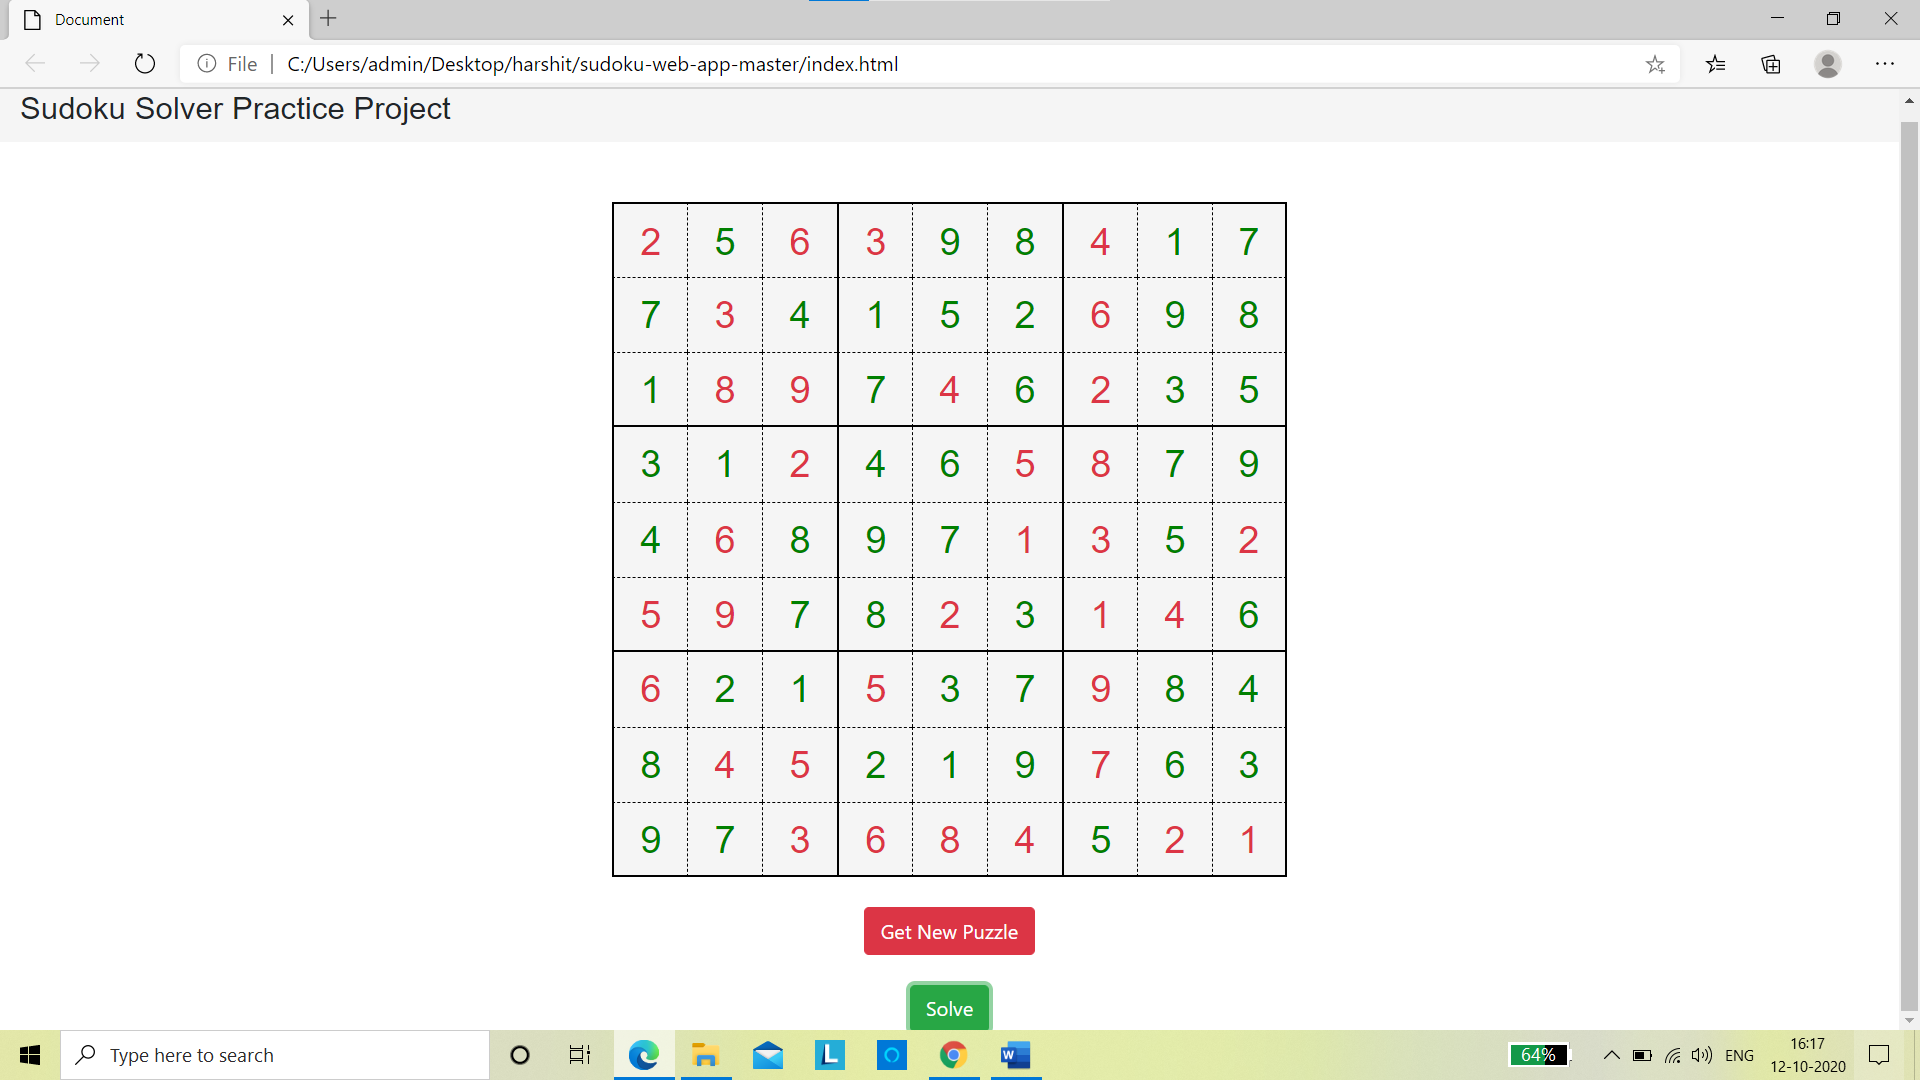 Document
File | C:/Users/admin/Desktop/harshit/sudoku-web-app-master/index.html
Sudoku Solver Practice Project
2 5 6 3 9 8 4 1 7
7 3 4 1 5 2 6 9 8
1 8 9 7 4 6 2 3 5
3 1 2 4 6 5 8 7 9
4 6 8 9 7 1 3 5 2
5 9 7 8 2 3 1 4 6
6 2 1 5 3 7 9 8 4
8 4 5 2 1 9 7 6 3
9 7 3 6 8 4 5 2 1
Get New Puzzle
Solve
Type here to search
L
W
64%
ENG
16:17
12-10-2020